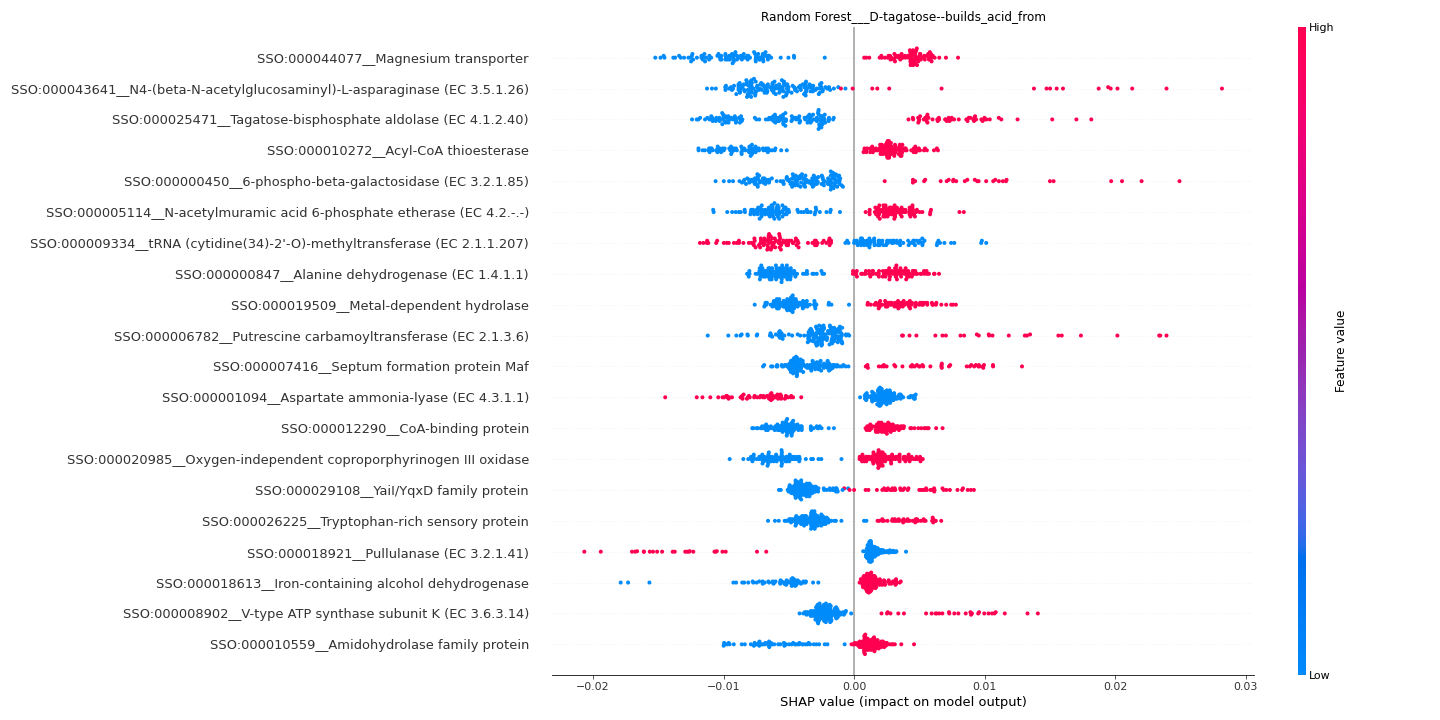 Random Forest___D-tagatose--builds_acid_from
High
SSO:000044077__Magnesium transporter
SSO:000043641__N4-(beta-N-acetylglucosaminyl)-L-asparaginase (EC 3.5.1.26)
SSO:000025471__Tagatose-bisphosphate aldolase (EC 4.1.2.40)
SSO:000010272__Acyl-CoA thioesterase
SSO:000000450__6-phospho-beta-galactosidase (EC 3.2.1.85)
SSO:000005114__N-acetylmuramic acid 6-phosphate etherase (EC 4.2.-.-)
SSO:000009334__tRNA (cytidine(34)-2'-O)-methyltransferase (EC 2.1.1.207)
SSO:000000847__Alanine dehydrogenase (EC 1.4.1.1)
SSO:000019509__Metal-dependent hydrolase
SSO:000006782__Putrescine carbamoyltransferase (EC 2.1.3.6)
Feature value
SSO:000007416__Septum formation protein Maf
SSO:000001094__Aspartate ammonia-lyase (EC 4.3.1.1)
SSO:000012290__CoA-binding protein
SSO:000020985__Oxygen-independent coproporphyrinogen III oxidase
SSO:000029108__YaiI/YqxD family protein
SSO:000026225__Tryptophan-rich sensory protein
SSO:000018921__Pullulanase (EC 3.2.1.41)
SSO:000018613__Iron-containing alcohol dehydrogenase
SSO:000008902__V-type ATP synthase subunit K (EC 3.6.3.14)
SSO:000010559__Amidohydrolase family protein
Low
−0.02 −0.01 0.00 0.01 0.02 0.03
SHAP value (impact on model output)